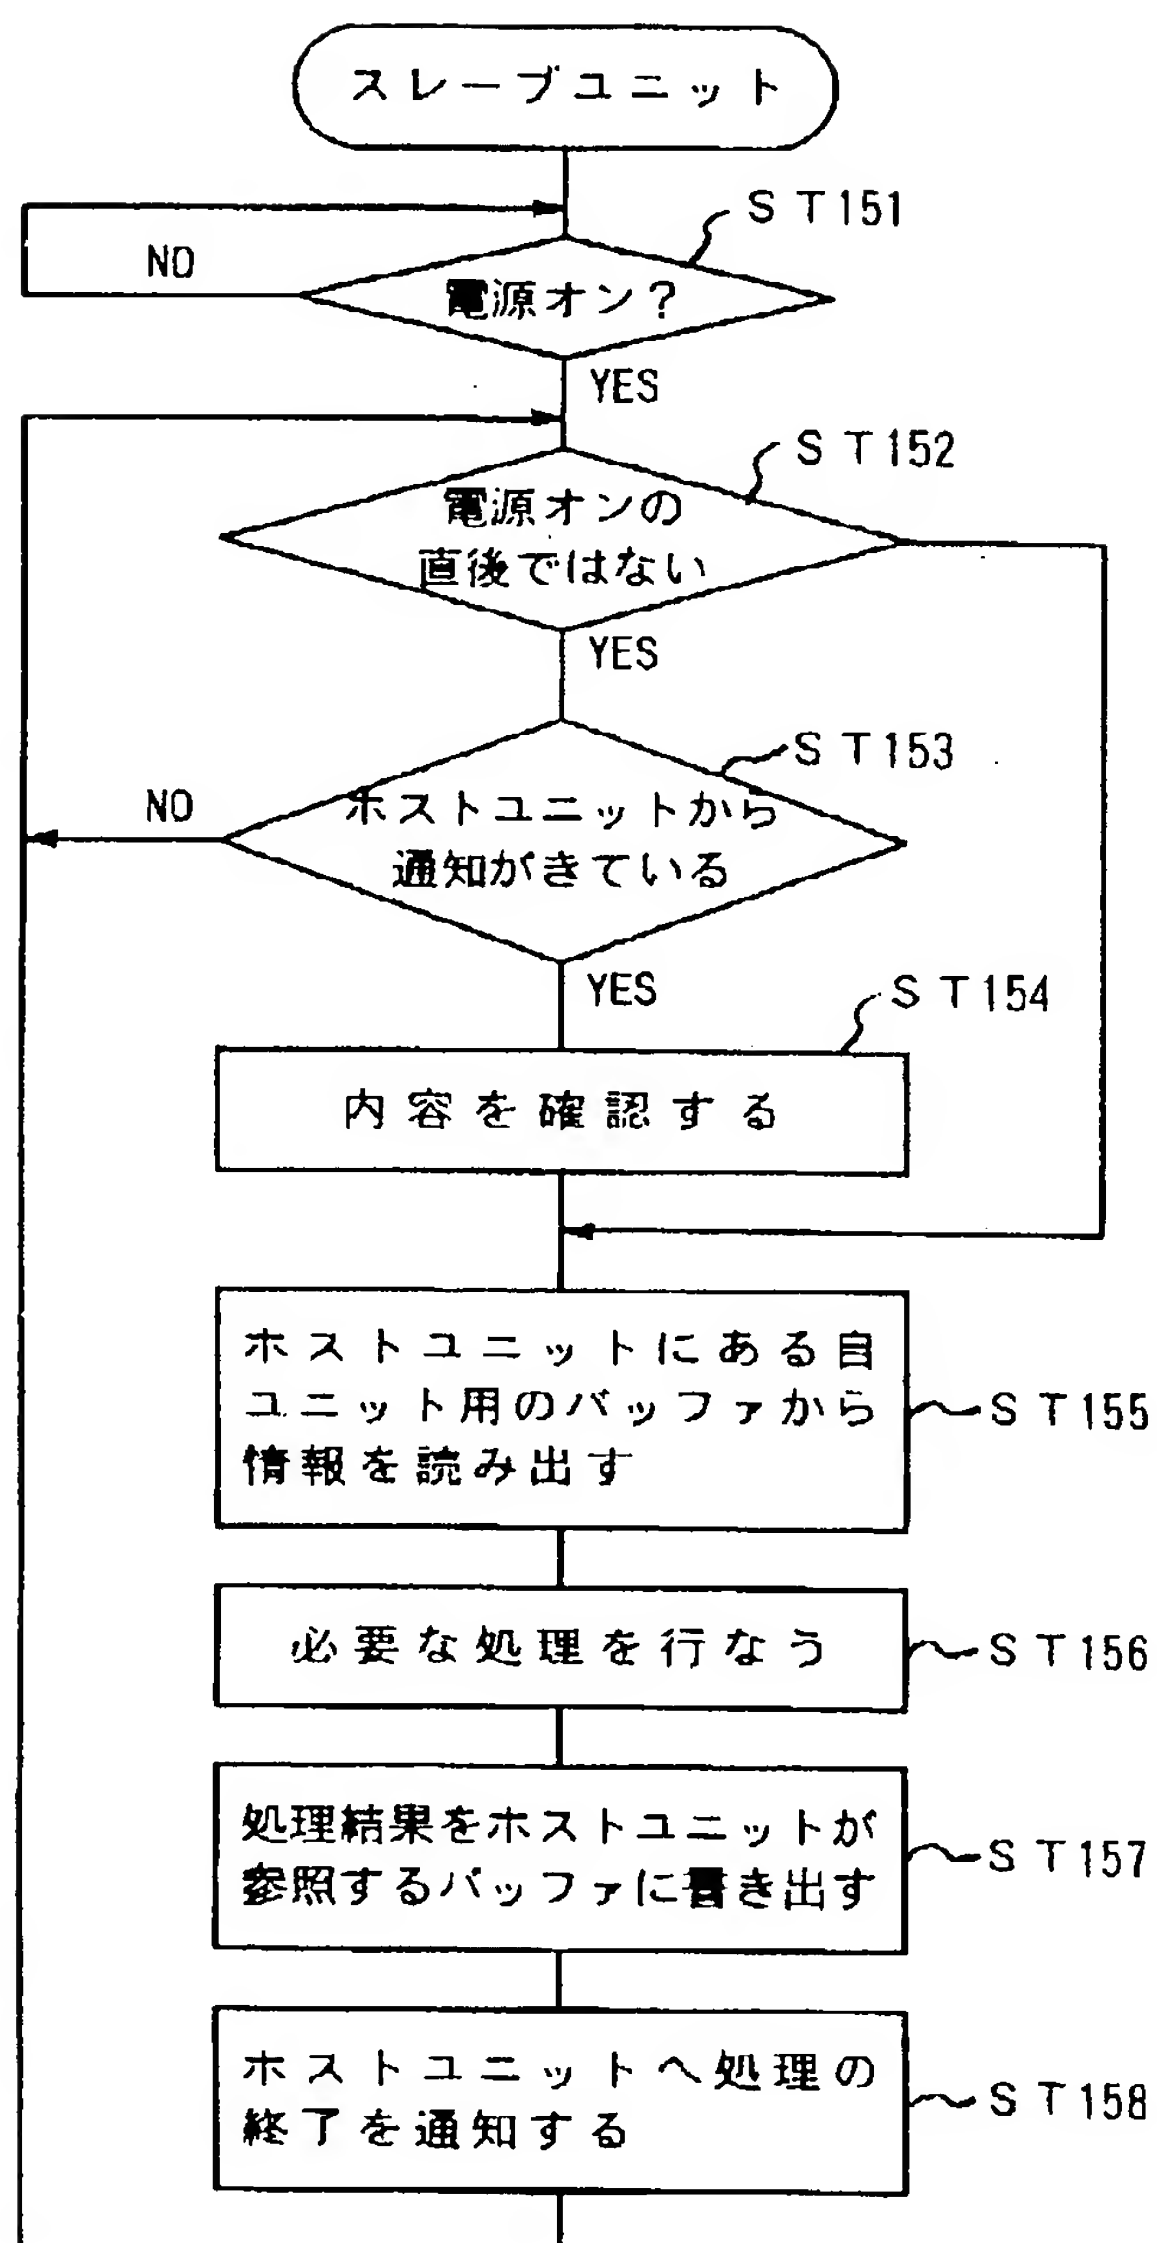 スレーブユニット
ST151
NO
電源オン?
YES
ST152
電源オンの
直後ではない
YES
ST153
NO
ホストユニットから
通知がきている
YES
ST154
内容を確認する
ホストユニットにある自
ユニット用のバッファから
情報を読み出す
ST155
必要な処理を行なう
ST156
処理結果をホストユニットが
参照するバッファに書き出す
ST157
ホストユニットへ処理の
終了を通知する
ST158